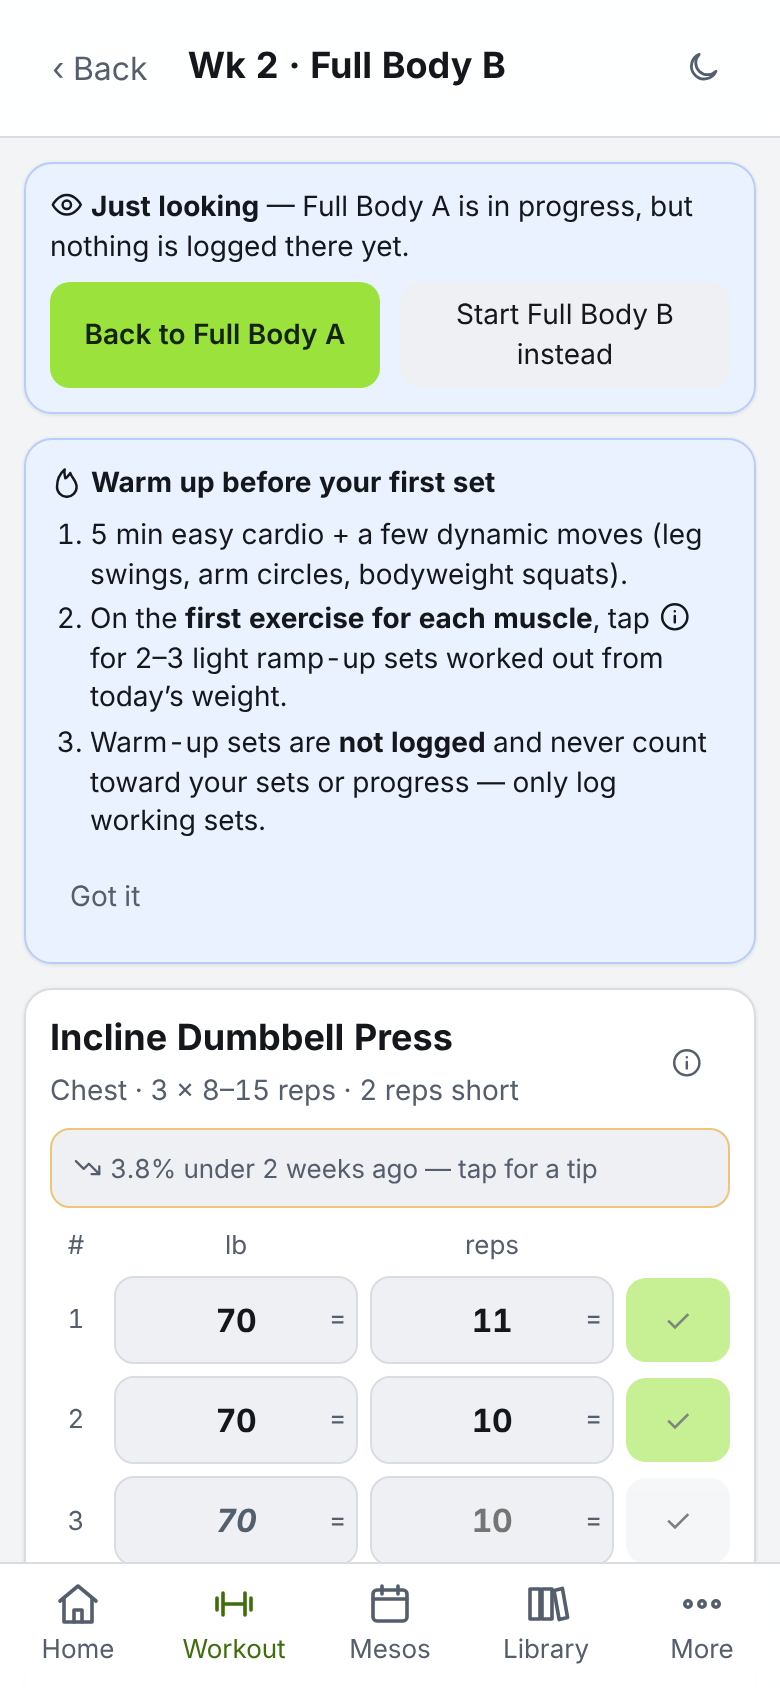 ‹ Back Wk 2 · Full Body B
Just looking — Full Body A is in progress, but
nothing is logged there yet.
Back to Full Body A
Start Full Body B
instead
Warm up before your first set
1. 5 min easy cardio + a few dynamic moves (leg
swings, arm circles, bodyweight squats).
2. On the first exercise for each muscle, tap
for 2–3 light ramp-up sets worked out from
today’s weight.
3. Warm-up sets are not logged and never count
toward your sets or progress — only log
working sets.
Got it
Incline Dumbbell Press
Chest · 3 × 8–15 reps · 2 reps short
3.8% under 2 weeks ago — tap for a tip
# lb reps
1 70 = 11 =
2 70 = 10 =
3 70 = 10 =
Home Workout Mesos Library More